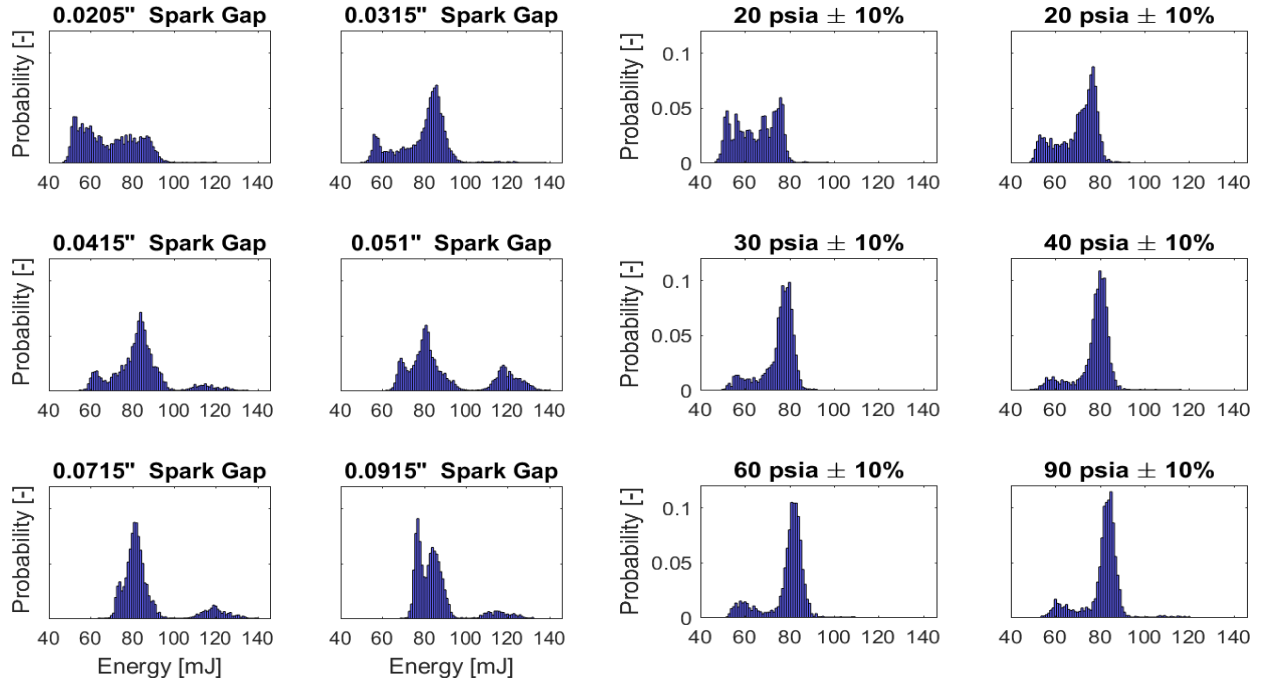 0.0205" Spark Gap
0.0315" Spark Gap
20 psia ± 10%
20 psia ± 10%
Probability [-]
0.1
0.05
0
40 60 80 100 120 140
40 60 80 100 120 140
40 60 80 100 120 140
40 60 80 100 120 140
0.0415" Spark Gap
0.051" Spark Gap
30 psia ± 10%
40 psia ± 10%
Probability [-]
Probability [-]
0.1
0.05
0
40 60 80 100 120 140
40 60 80 100 120 140
40 60 80 100 120 140
40 60 80 100 120 140
0.0715" Spark Gap
0.0915" Spark Gap
60 psia ± 10%
90 psia ± 10%
Probability [-]
Probability [-]
0.1
0.05
0
40 60 80 100 120 140
40 60 80 100 120 140
40 60 80 100 120 140
40 60 80 100 120 140
Energy [mJ]
Energy [mJ]